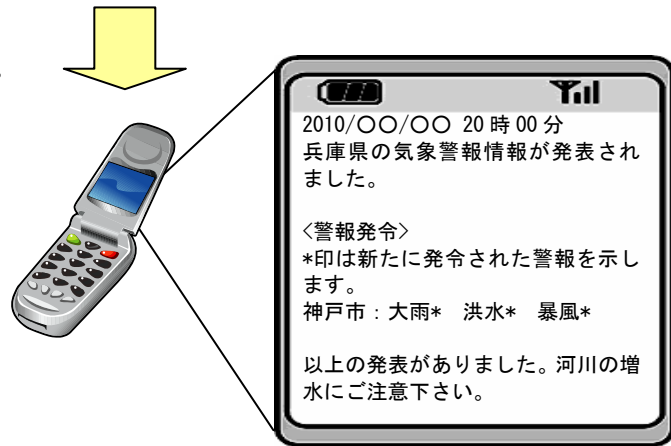 2010/〇〇/〇〇 20時00分
兵庫県の気象警報情報が発表され
ました。
<警報発令>
*印は新たに発令された警報を示し
ます。
神戸市：大雨* 洪水* 暴風*
以上の発表がありました。河川の増
水にご注意下さい。